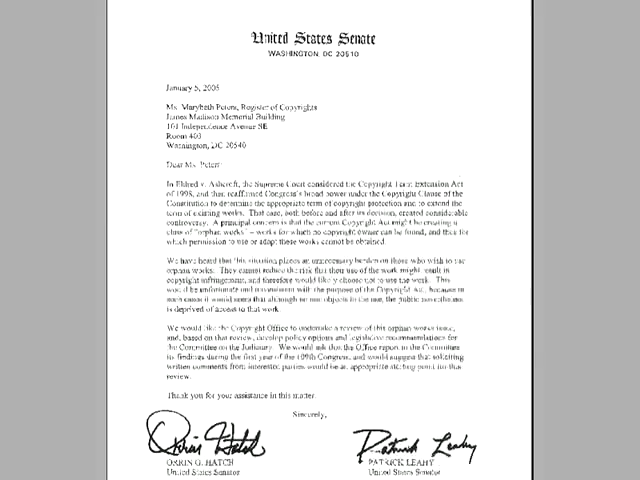 United States Senate
WASHINGTON, DC 20510
January 5, 2005
Ms. Marybeth Peters, Register of Copyrights
James Madison Memorial Building
101 Independence Avenue SE
Room 403
Washington, DC 20540
Dear Ms. Peters:
In Eldred v. Ashcroft, the Supreme Court considered the Copyright Term Extension Act
of 1998, and then reaffirmed Congress's broad power under the Copyright Clause of the
Constitution to determine the appropriate term of copyright protection and to extend the
term of existing works. That case, both before and after its decision, created considerable
controversy. A principal concern is that the current Copyright Act might be creating a
class of "orphan works" – works for which no copyright owner can be found, and thus for
which permission to use or adapt these works cannot be obtained.
We have heard that this situation places an unnecessary burden on those who wish to use
orphan works. They cannot reduce the risk that their use of the work might result in
copyright infringement, and therefore would likely choose not to use the work. This
would be unfortunate and inconsistent with the purpose of the Copyright Act, because in
such cases it would seem that although no one objects to the use, the public nonetheless
is deprived of access to that work.
We would like the Copyright Office to undertake a review of this orphan works issue,
and, based on that review, develop policy options and legislative recommendations for
the Committee on the Judiciary. We would ask that the Office report to the Committee
its findings during the first year of the 109th Congress, and would suggest that soliciting
written comments from interested parties would be an appropriate starting point for this
review.
Thank you for your assistance in this matter.
Sincerely,
Orrin Hatch Patrick Leahy
ORRIN G. HATCH PATRICK LEAHY
United States Senator United States Senator